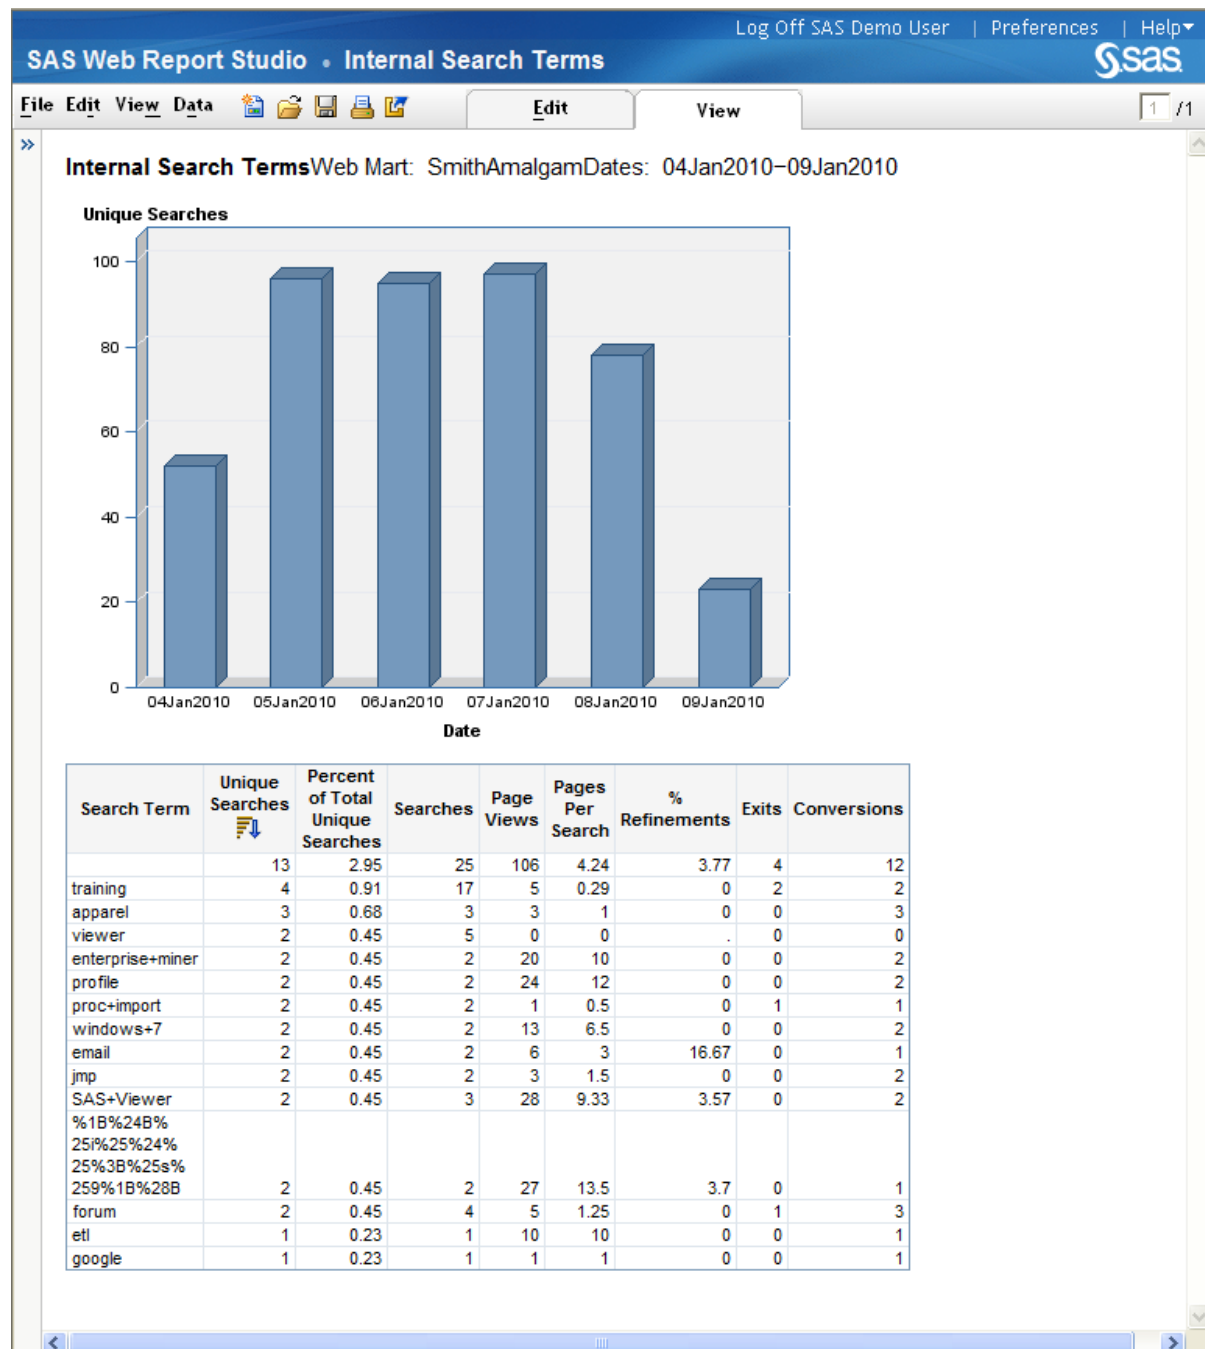 Log Off SAS Demo User | Preferences | Help
SAS Web Report Studio • Internal Search Terms
sas
File Edit View Data Edit View 1 /1
»
Internal Search TermsWeb Mart: SmithAmalgamDates: 04Jan2010-09Jan2010
Unique Searches
100
80
60
40
20
0
04Jan2010 05Jan2010 06Jan2010 07Jan2010 08Jan2010 09Jan2010
Date
Search Term Unique Searches Percent of Total Unique Searches Searches Page Views Pages Per Search % Refinements Exits Conversions
13 2.95 25 106 4.24 3.77 4 12
training 4 0.91 17 5 0.29 0 2 2
apparel 3 0.68 3 3 1 0 0 3
viewer 2 0.45 5 0 0 . 0 0
enterprise+miner 2 0.45 2 20 10 0 0 2
profile 2 0.45 2 24 12 0 0 2
proc+import 2 0.45 2 1 0.5 0 1 1
windows+7 2 0.45 2 13 6.5 0 0 2
email 2 0.45 2 6 3 16.67 0 1
jmp 2 0.45 2 3 1.5 0 0 2
SAS+Viewer 2 0.45 3 28 9.33 3.57 0 2
%1B%24B%
25i%25%24%
25%3B%25s%
259%1B%28B 2 0.45 2 27 13.5 3.7 0 1
forum 2 0.45 4 5 1.25 0 1 3
etl 1 0.23 1 10 10 0 0 1
google 1 0.23 1 1 1 0 0 1